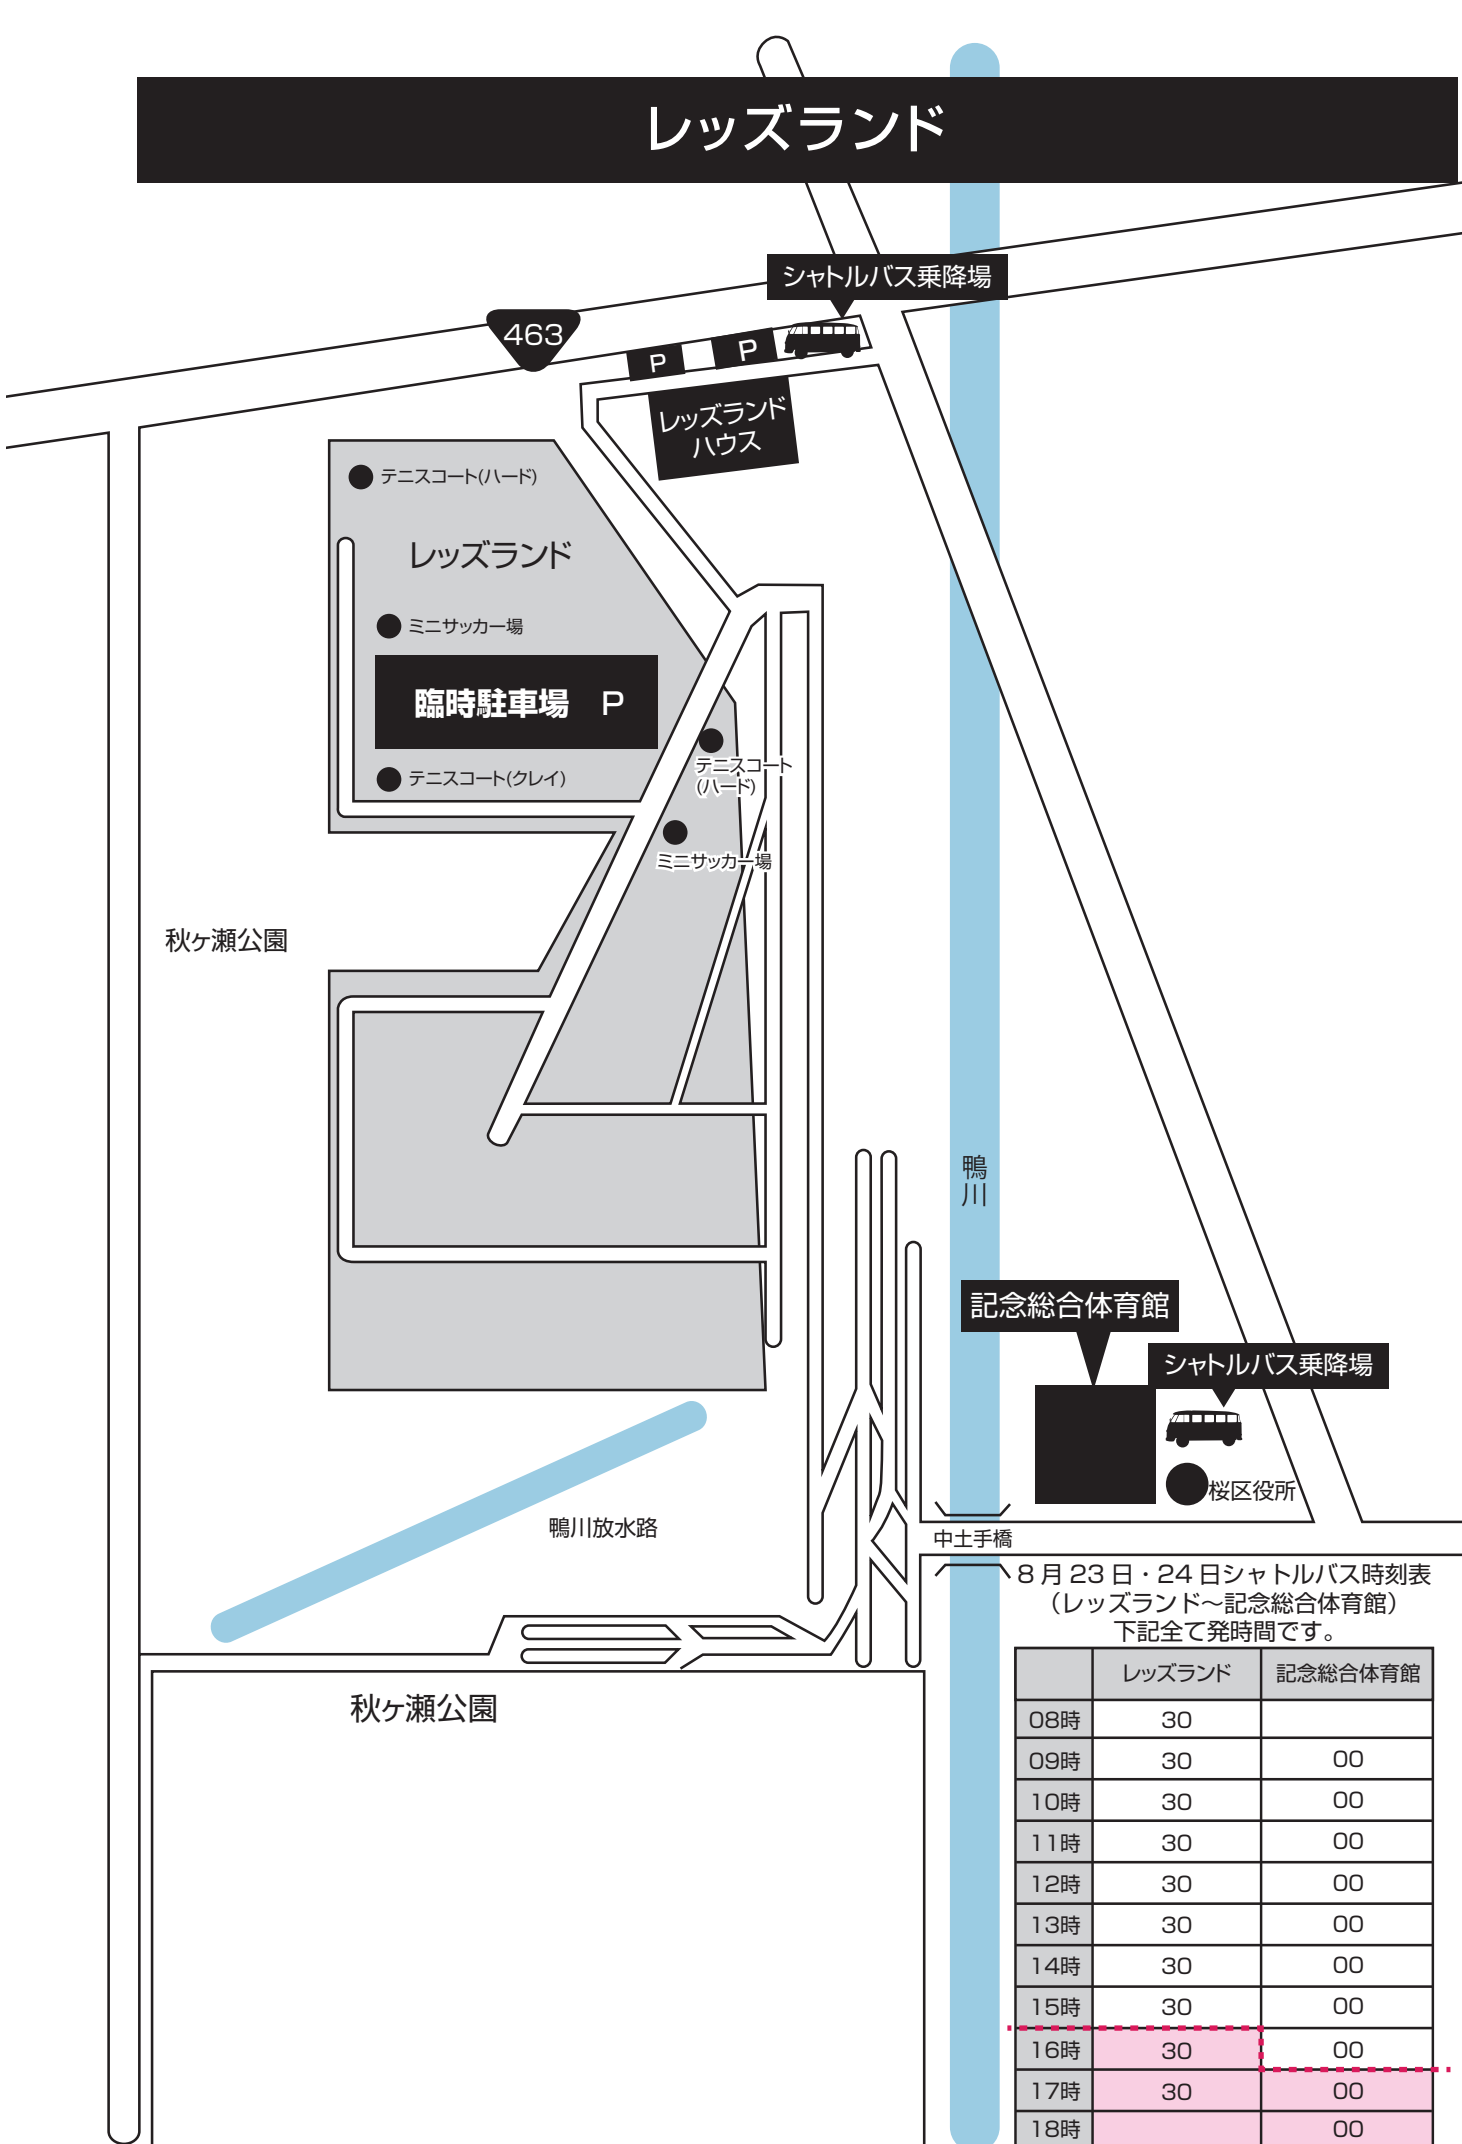 レッズランド
シャトルバス乗降場
463
P
P
レッズランド
ハウス
テニスコート(ハード)
レッズランド
ミニサッカー場
臨時駐車場 P
テニスコート(クレイ)
テニスコート
(ハード)
ミニサッカー場
秋ヶ瀬公園
鴨川
記念総合体育館
シャトルバス乗降場
桜区役所
鴨川放水路
中土手橋
8月23日・24日シャトルバス時刻表
(レッズランド〜記念総合体育館)
下記全て発時間です。
秋ヶ瀬公園
レッズランド 記念総合体育館
08時 30
09時 30 00
10時 30 00
11時 30 00
12時 30 00
13時 30 00
14時 30 00
15時 30 00
16時 30 00
17時 30 00
18時 00